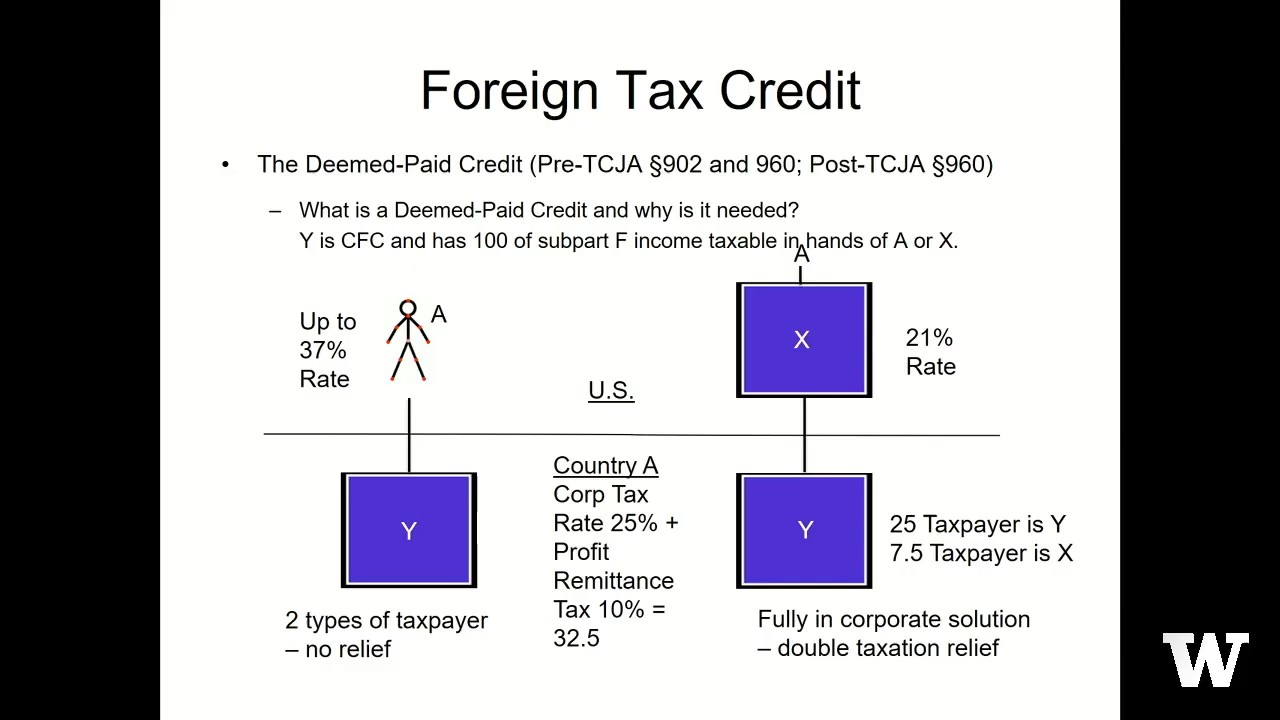 Foreign Tax Credit
• The Deemed-Paid Credit (Pre-TCJA §902 and 960; Post-TCJA §960)
– What is a Deemed-Paid Credit and why is it needed?
Y is CFC and has 100 of subpart F income taxable in hands of A or X.
A
Up to
37%
Rate
A
X
21%
Rate
U.S.
Y
Country A
Corp Tax
Rate 25% +
Profit
Remittance
Tax 10% =
32.5
Y
25 Taxpayer is Y
7.5 Taxpayer is X
2 types of taxpayer
– no relief
Fully in corporate solution
– double taxation relief
W